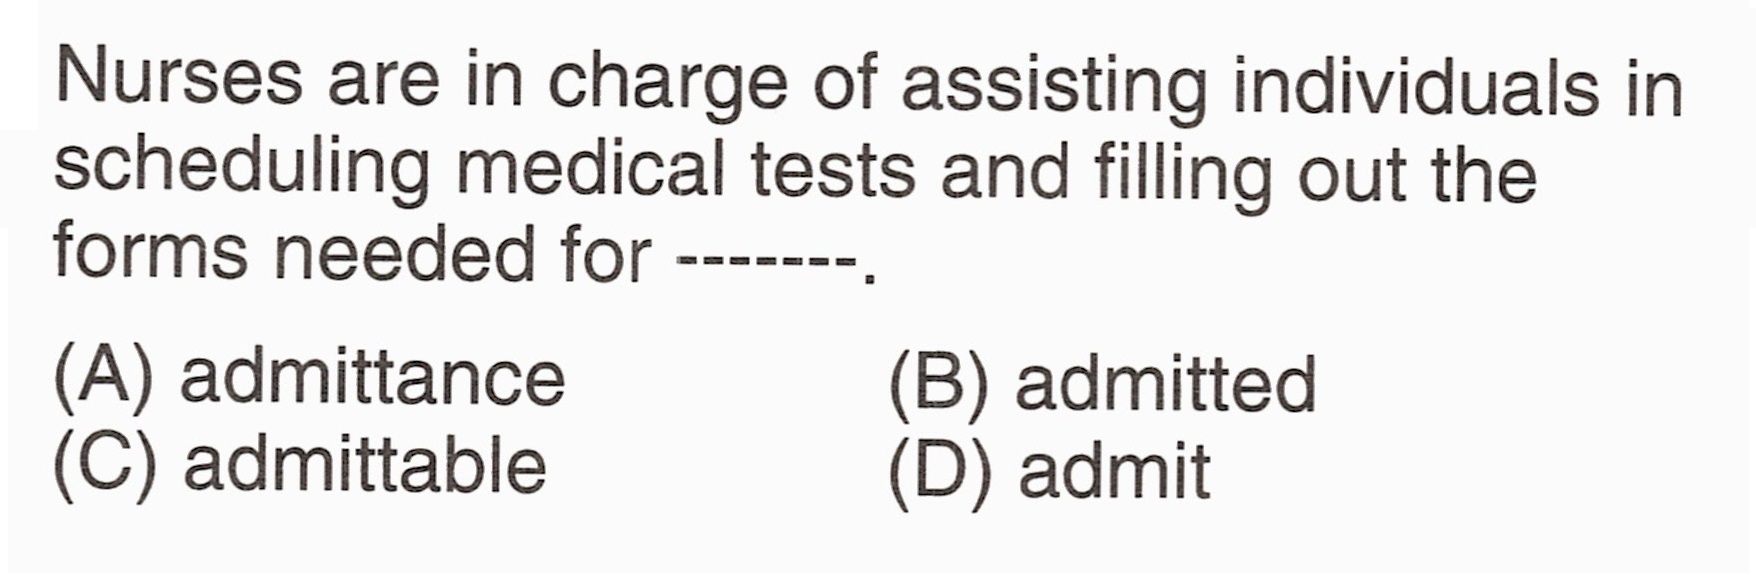 Nurses are in charge of assisting individuals in
scheduling medical tests and filling out the
forms needed for -------.
(A) admittance (B) admitted
(C) admittable (D) admit